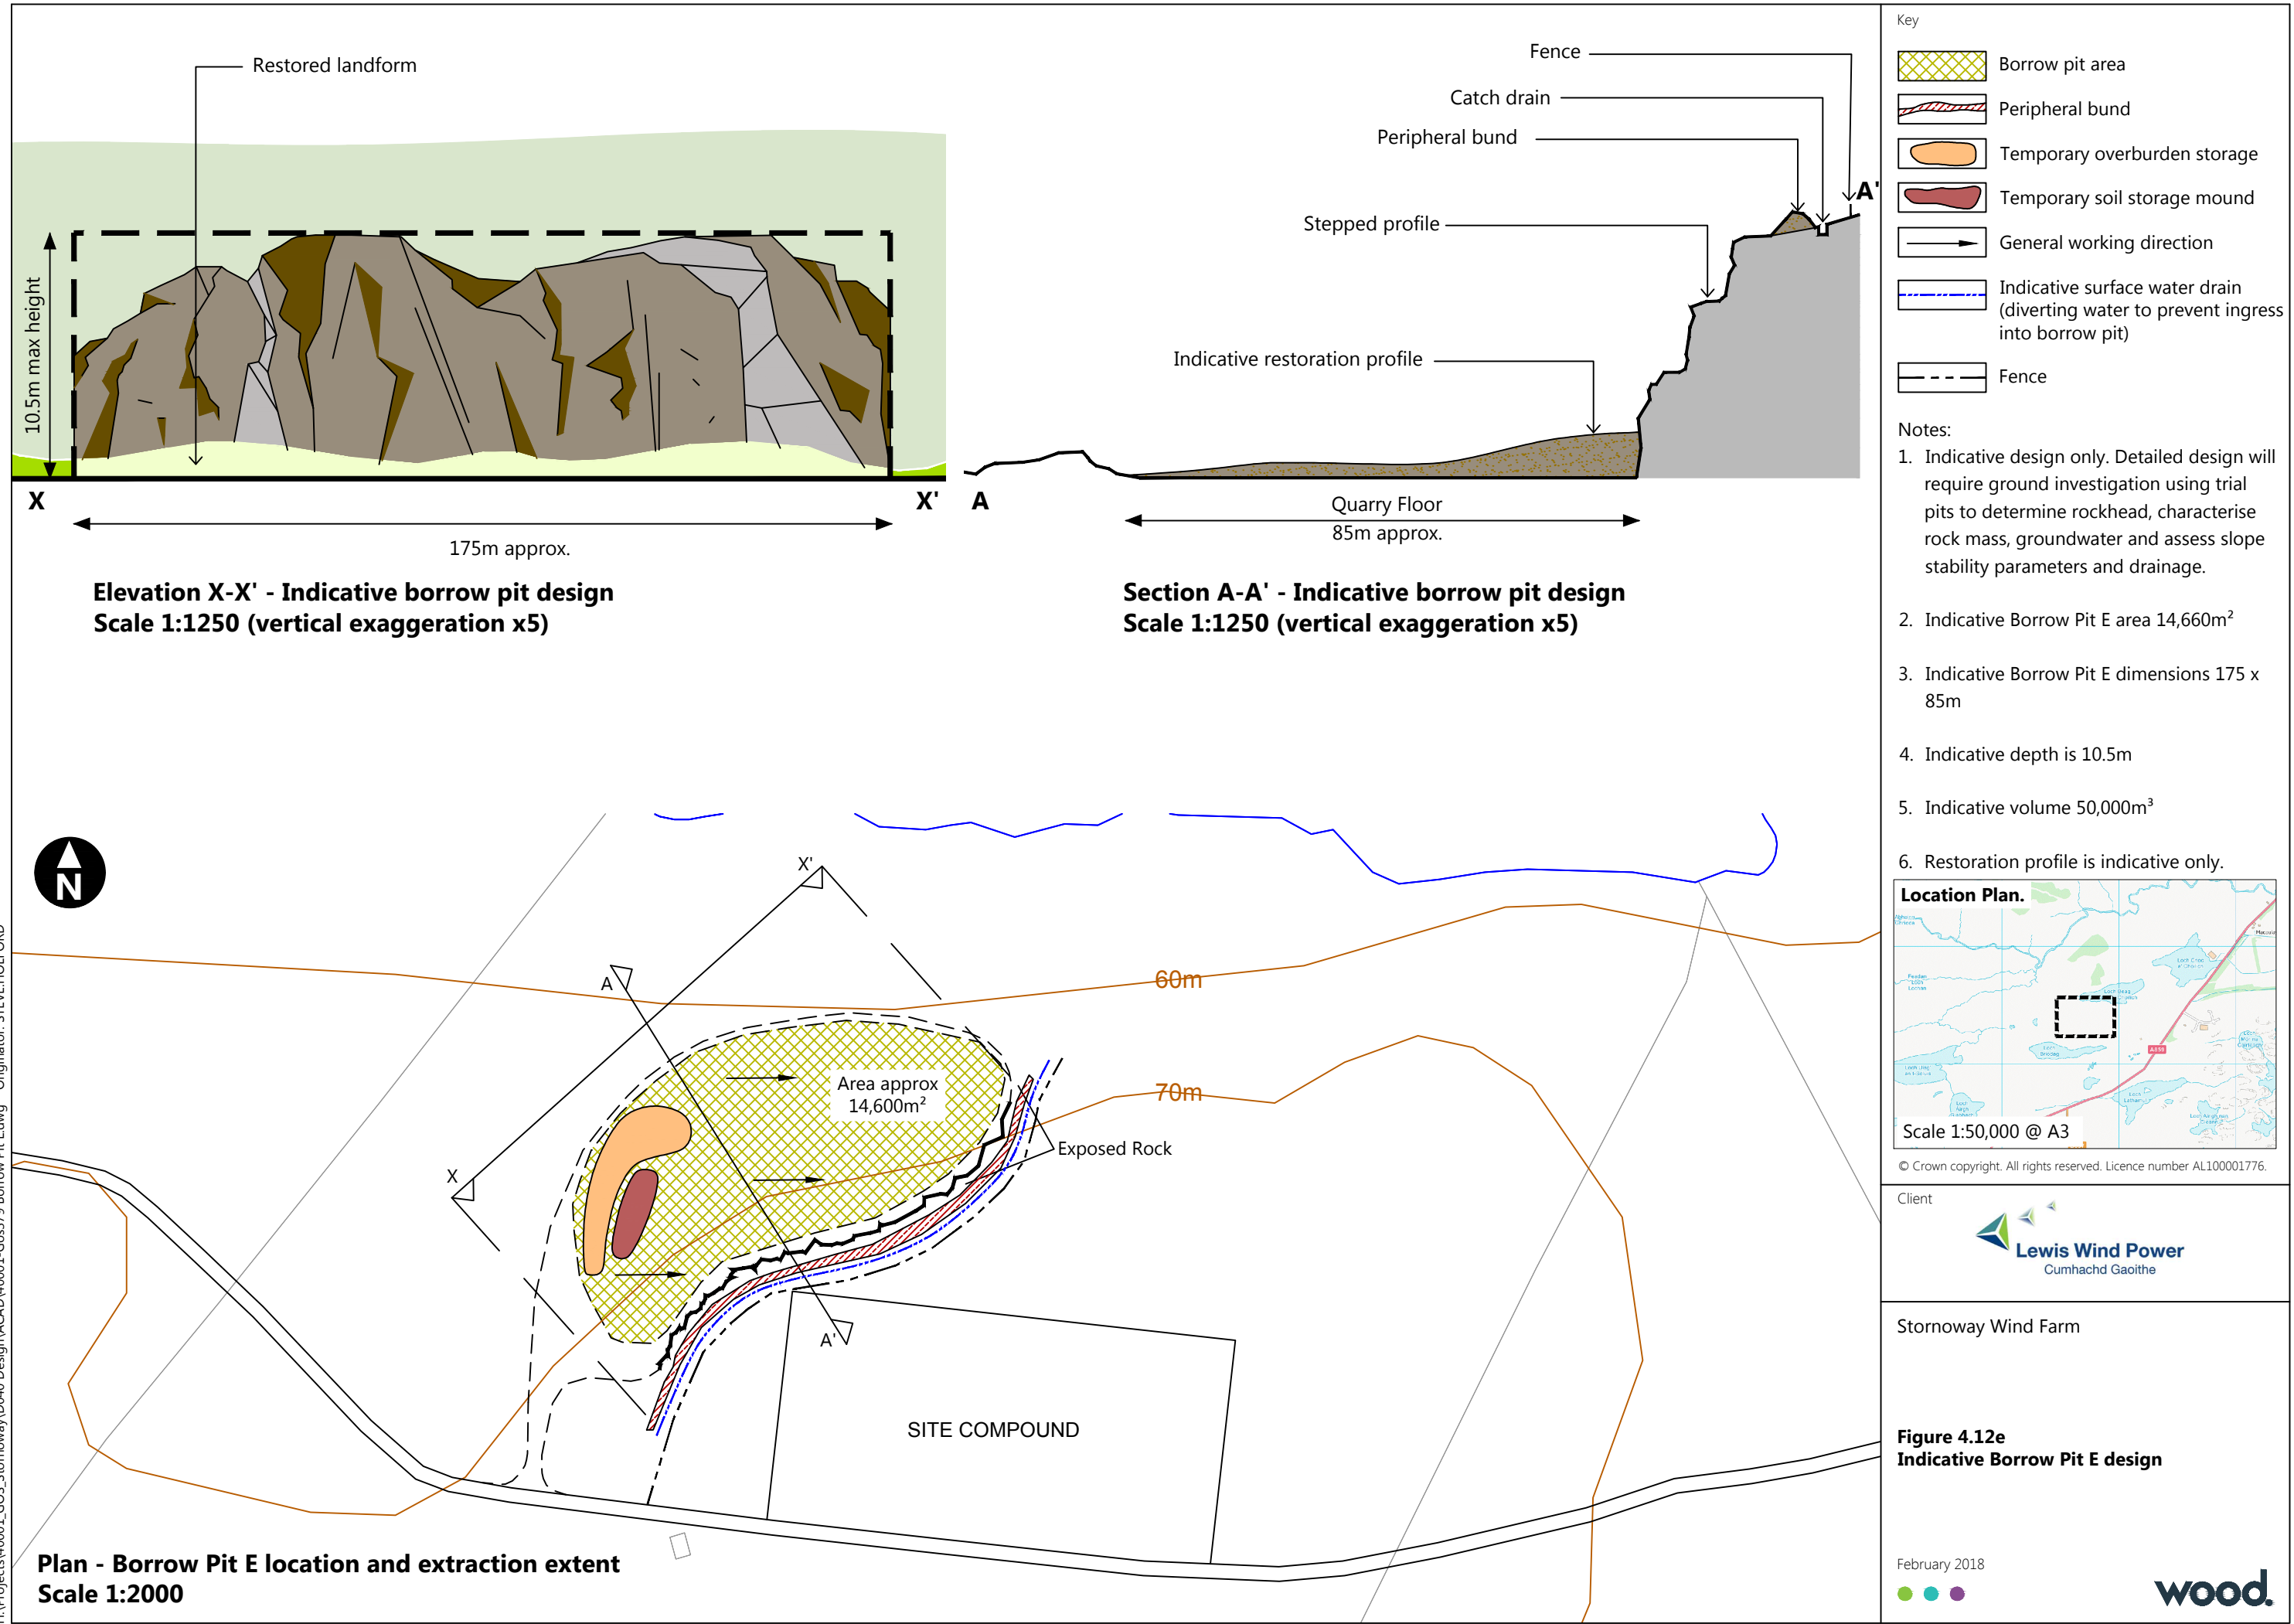 Restored landform
10.5m max height
X
X'
175m approx.
Elevation X-X' - Indicative borrow pit design
Scale 1:1250 (vertical exaggeration x5)
Fence
Catch drain
Peripheral bund
A'
Stepped profile
Indicative restoration profile
A
Quarry Floor
85m approx.
Section A-A' - Indicative borrow pit design
Scale 1:1250 (vertical exaggeration x5)
N
X'
A
60m
Area approx
14,600m²
70m
Exposed Rock
X
A'
SITE COMPOUND
Plan - Borrow Pit E location and extraction extent
Scale 1:2000
Key
Borrow pit area
Peripheral bund
Temporary overburden storage
Temporary soil storage mound
General working direction
Indicative surface water drain
(diverting water to prevent ingress
into borrow pit)
Fence
Notes:
1. Indicative design only. Detailed design will
require ground investigation using trial
pits to determine rockhead, characterise
rock mass, groundwater and assess slope
stability parameters and drainage.
2. Indicative Borrow Pit E area 14,660m²
3. Indicative Borrow Pit E dimensions 175 x
85m
4. Indicative depth is 10.5m
5. Indicative volume 50,000m³
6. Restoration profile is indicative only.
Location Plan.
Scale 1:50,000 @ A3
© Crown copyright. All rights reserved. Licence number AL100001776.
Client
Lewis Wind Power
Cumhachd Gaoithe
Stornoway Wind Farm
Figure 4.12e
Indicative Borrow Pit E design
February 2018
wood.